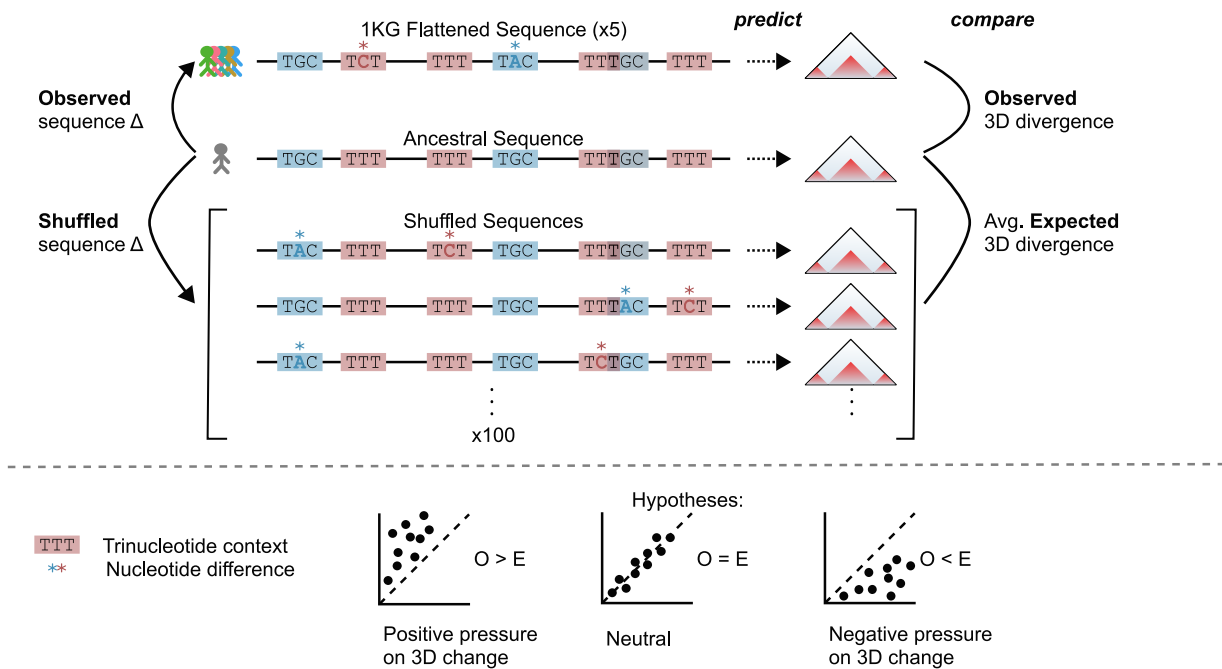 predict
compare
1KG Flattened Sequence (x5)
* *
TGC TCT TTT TAC TTTGC TTT
Observed
sequence Δ
Observed
3D divergence
Ancestral Sequence
TGC TTT TTT TGC TTTGC TTT
Shuffled
sequence Δ
Shuffled Sequences
Avg. Expected
3D divergence
* *
TAC TTT TCT TGC TTTGC TTT
* *
TGC TTT TTT TGC TTTAC TCT
* *
TAC TTT TTT TGC TCTGC TTT
x100
Hypotheses:
TTT Trinucleotide context
** Nucleotide difference
O > E
O = E
O < E
Positive pressure
on 3D change
Neutral
Negative pressure
on 3D change